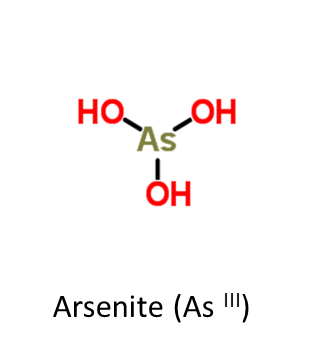 HO OH
As
OH
Arsenite (As III)